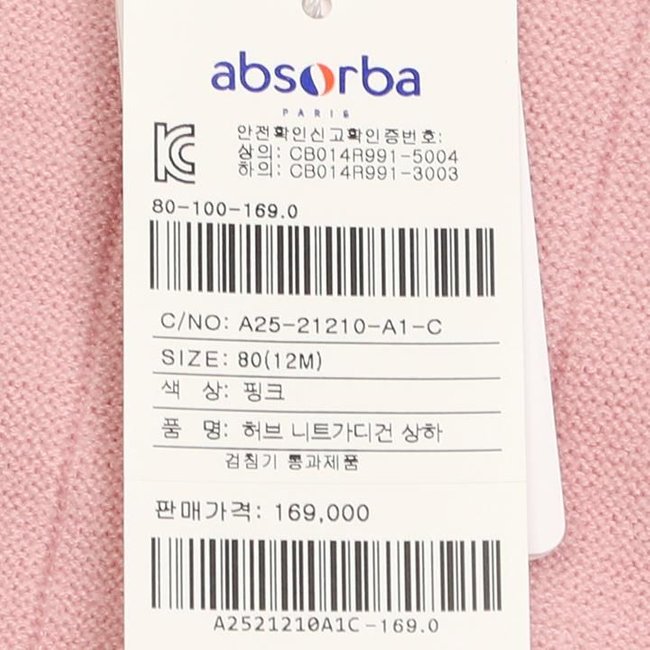 absorba
PARIS
안전확인신고확인증번호:
상의: CB014R991-5004
하의: CB014R991-3003
80-100-169.0
C/NO: A25-21210-A1-C
SIZE: 80(12M)
색 상: 핑크
품 명: 허브 니트가디건 상하
검침기 통과제품
판매가격: 169,000
A2521210A1C-169.0